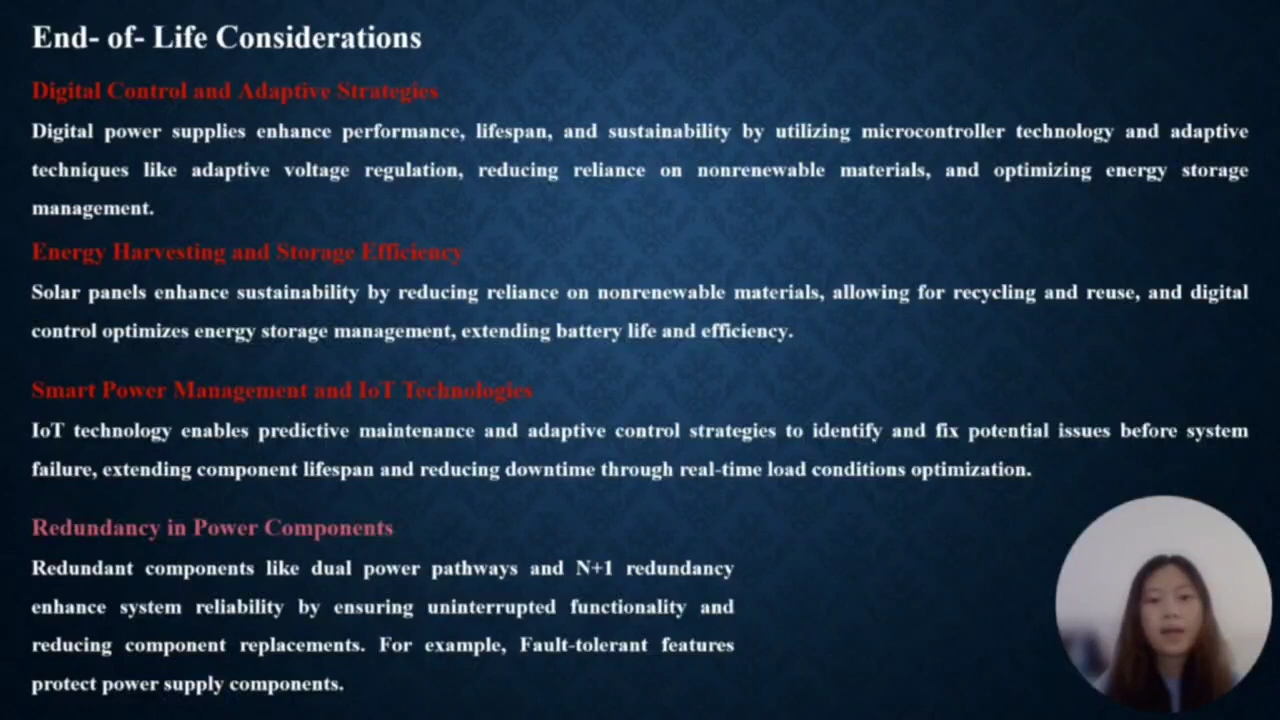 End- of- Life Considerations
Digital Control and Adaptive Strategies
Digital power supplies enhance performance, lifespan, and sustainability by utilizing microcontroller technology and adaptive
techniques like adaptive voltage regulation, reducing reliance on nonrenewable materials, and optimizing energy storage
management.
Energy Harvesting and Storage Efficiency
Solar panels enhance sustainability by reducing reliance on nonrenewable materials, allowing for recycling and reuse, and digital
control optimizes energy storage management, extending battery life and efficiency.
Smart Power Management and IoT Technologies
IoT technology enables predictive maintenance and adaptive control strategies to identify and fix potential issues before system
failure, extending component lifespan and reducing downtime through real-time load conditions optimization.
Redundancy in Power Components
Redundant components like dual power pathways and N+1 redundancy
enhance system reliability by ensuring uninterrupted functionality and
reducing component replacements. For example, Fault-tolerant features
protect power supply components.